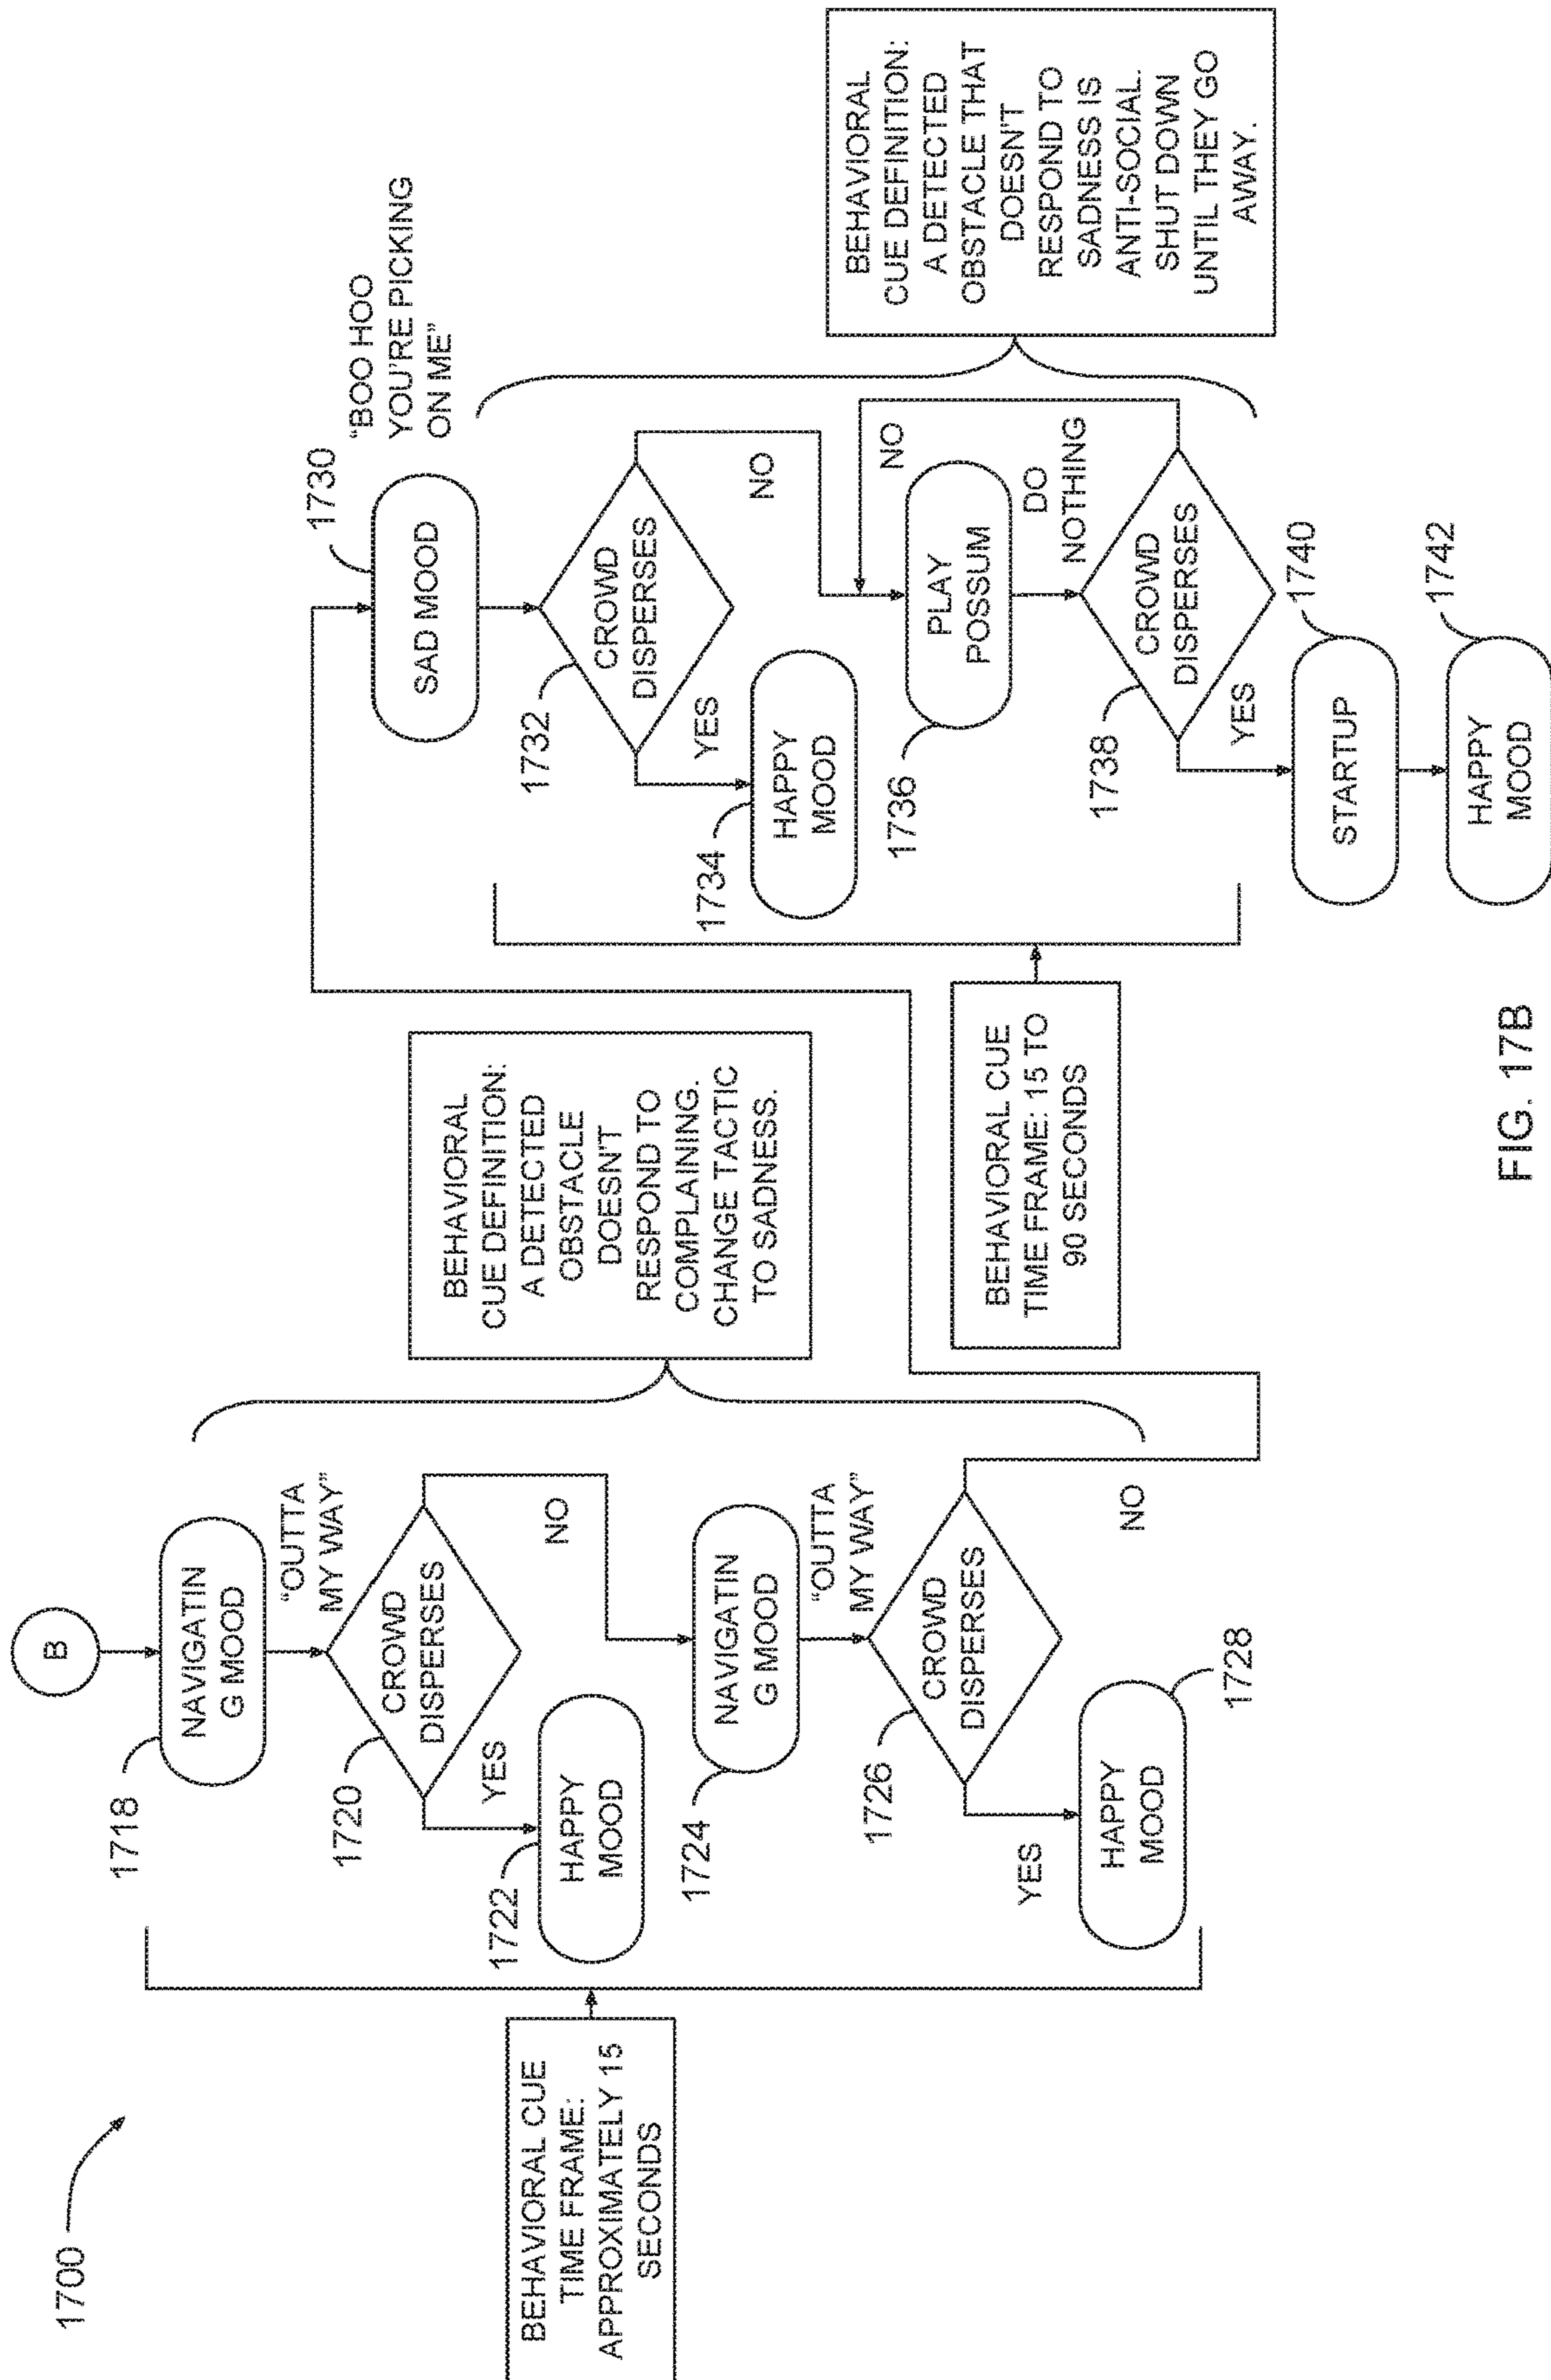 1700
B
1718
NAVIGATIN
G MOOD
"OUTTA
MY WAY"
1720
CROWD
DISPERSES
YES
NO
1722
HAPPY
MOOD
1724
NAVIGATIN
G MOOD
"OUTTA
MY WAY"
1726
CROWD
DISPERSES
YES
NO
HAPPY
MOOD
1728
BEHAVIORAL CUE
TIME FRAME:
APPROXIMATELY 15
SECONDS
BEHAVIORAL
CUE DEFINITION:
A DETECTED
OBSTACLE
DOESN'T
RESPOND TO
COMPLAINING.
CHANGE TACTIC
TO SADNESS.
1730
SAD MOOD
"BOO HOO
YOU'RE PICKING
ON ME"
1732
CROWD
DISPERSES
YES
NO
1734
HAPPY
MOOD
NO
1736
PLAY
POSSUM
DO
NOTHING
1738
CROWD
DISPERSES
YES
1740
STARTUP
1742
HAPPY
MOOD
BEHAVIORAL CUE
TIME FRAME: 15 TO
90 SECONDS
BEHAVIORAL
CUE DEFINITION:
A DETECTED
OBSTACLE THAT
DOESN'T
RESPOND TO
SADNESS IS
ANTI-SOCIAL.
SHUT DOWN
UNTIL THEY GO
AWAY.
FIG. 17B